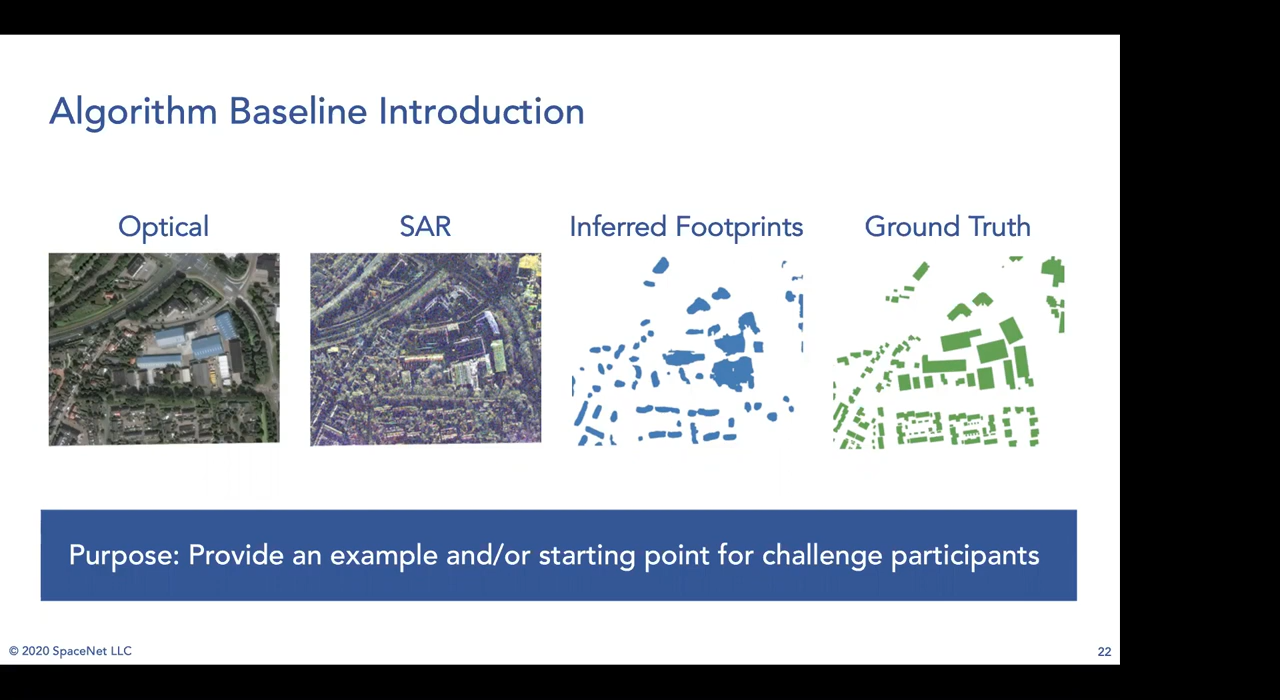 Algorithm Baseline Introduction
Optical
SAR
Inferred Footprints
Ground Truth
Purpose: Provide an example and/or starting point for challenge participants
© 2020 SpaceNet LLC
22